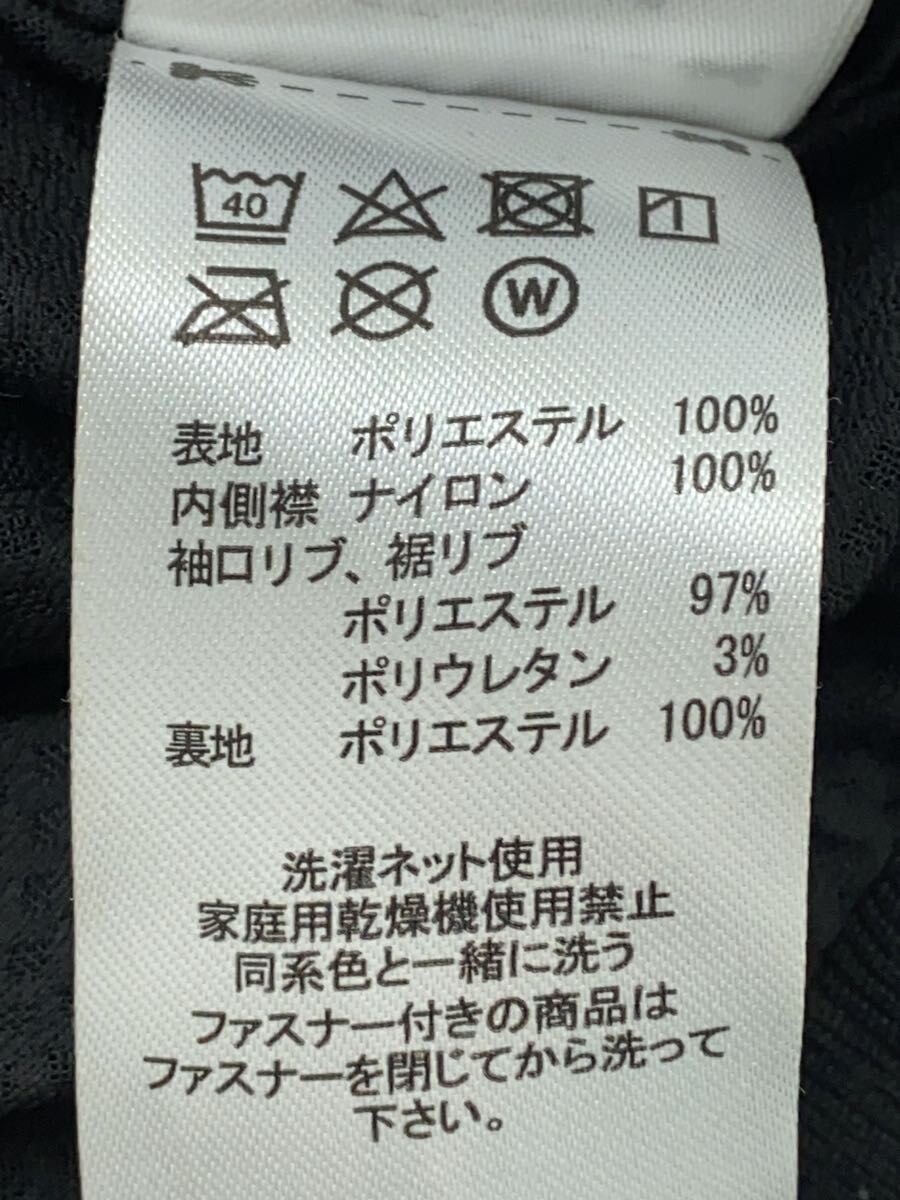 40
W
表地 ポリエステル 100%
内側襟 ナイロン 100%
袖口リブ、裾リブ
ポリエステル 97%
ポリウレタン 3%
裏地 ポリエステル 100%
洗濯ネット使用
家庭用乾燥機使用禁止
同系色と一緒に洗う
ファスナー付きの商品は
ファスナーを閉じてから洗って
下さい。